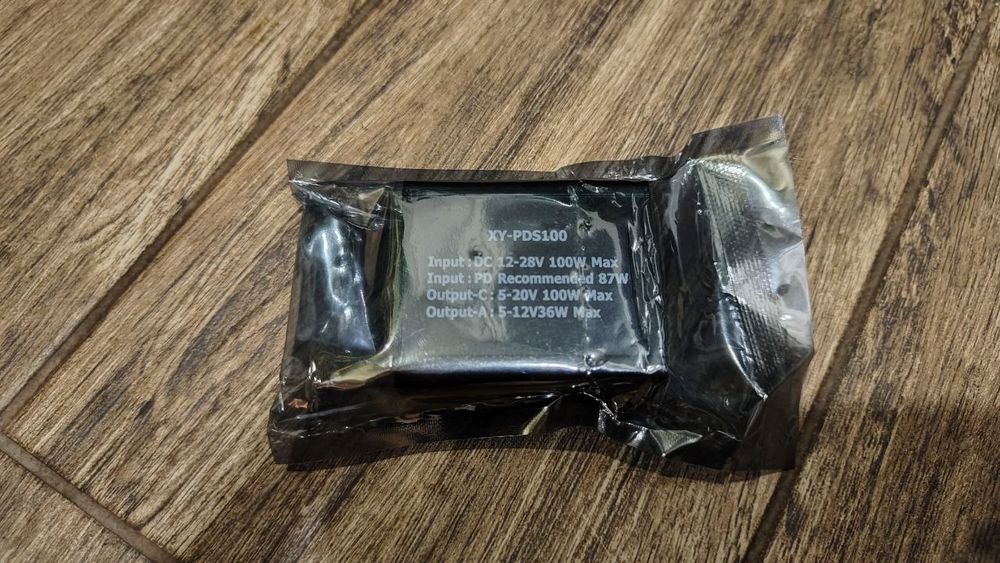 XY-PDS100
Input : DC 12-28V 100W Max
Input : PD Recommended 87W
Output-C : 5-20V 100W Max
Output-A : 5-12V36W Max